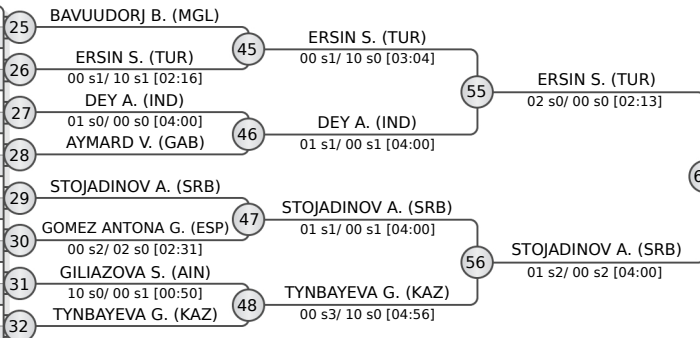 25
BAVUUDORJ B. (MGL)
26
ERSIN S. (TUR)
00 s1/ 10 s1 [02:16]
27
DEY A. (IND)
01 s0/ 00 s0 [04:00]
28
AYMARD V. (GAB)
29
STOJADINOV A. (SRB)
30
GOMEZ ANTONA G. (ESP)
00 s2/ 02 s0 [02:31]
31
GILIAZOVA S. (AIN)
10 s0/ 00 s1 [00:50]
32
TYNBAYEVA G. (KAZ)
45
ERSIN S. (TUR)
00 s1/ 10 s0 [03:04]
46
DEY A. (IND)
01 s1/ 00 s1 [04:00]
47
STOJADINOV A. (SRB)
01 s1/ 00 s1 [04:00]
48
TYNBAYEVA G. (KAZ)
00 s3/ 10 s0 [04:56]
55
ERSIN S. (TUR)
02 s0/ 00 s0 [02:13]
56
STOJADINOV A. (SRB)
01 s2/ 00 s2 [04:00]